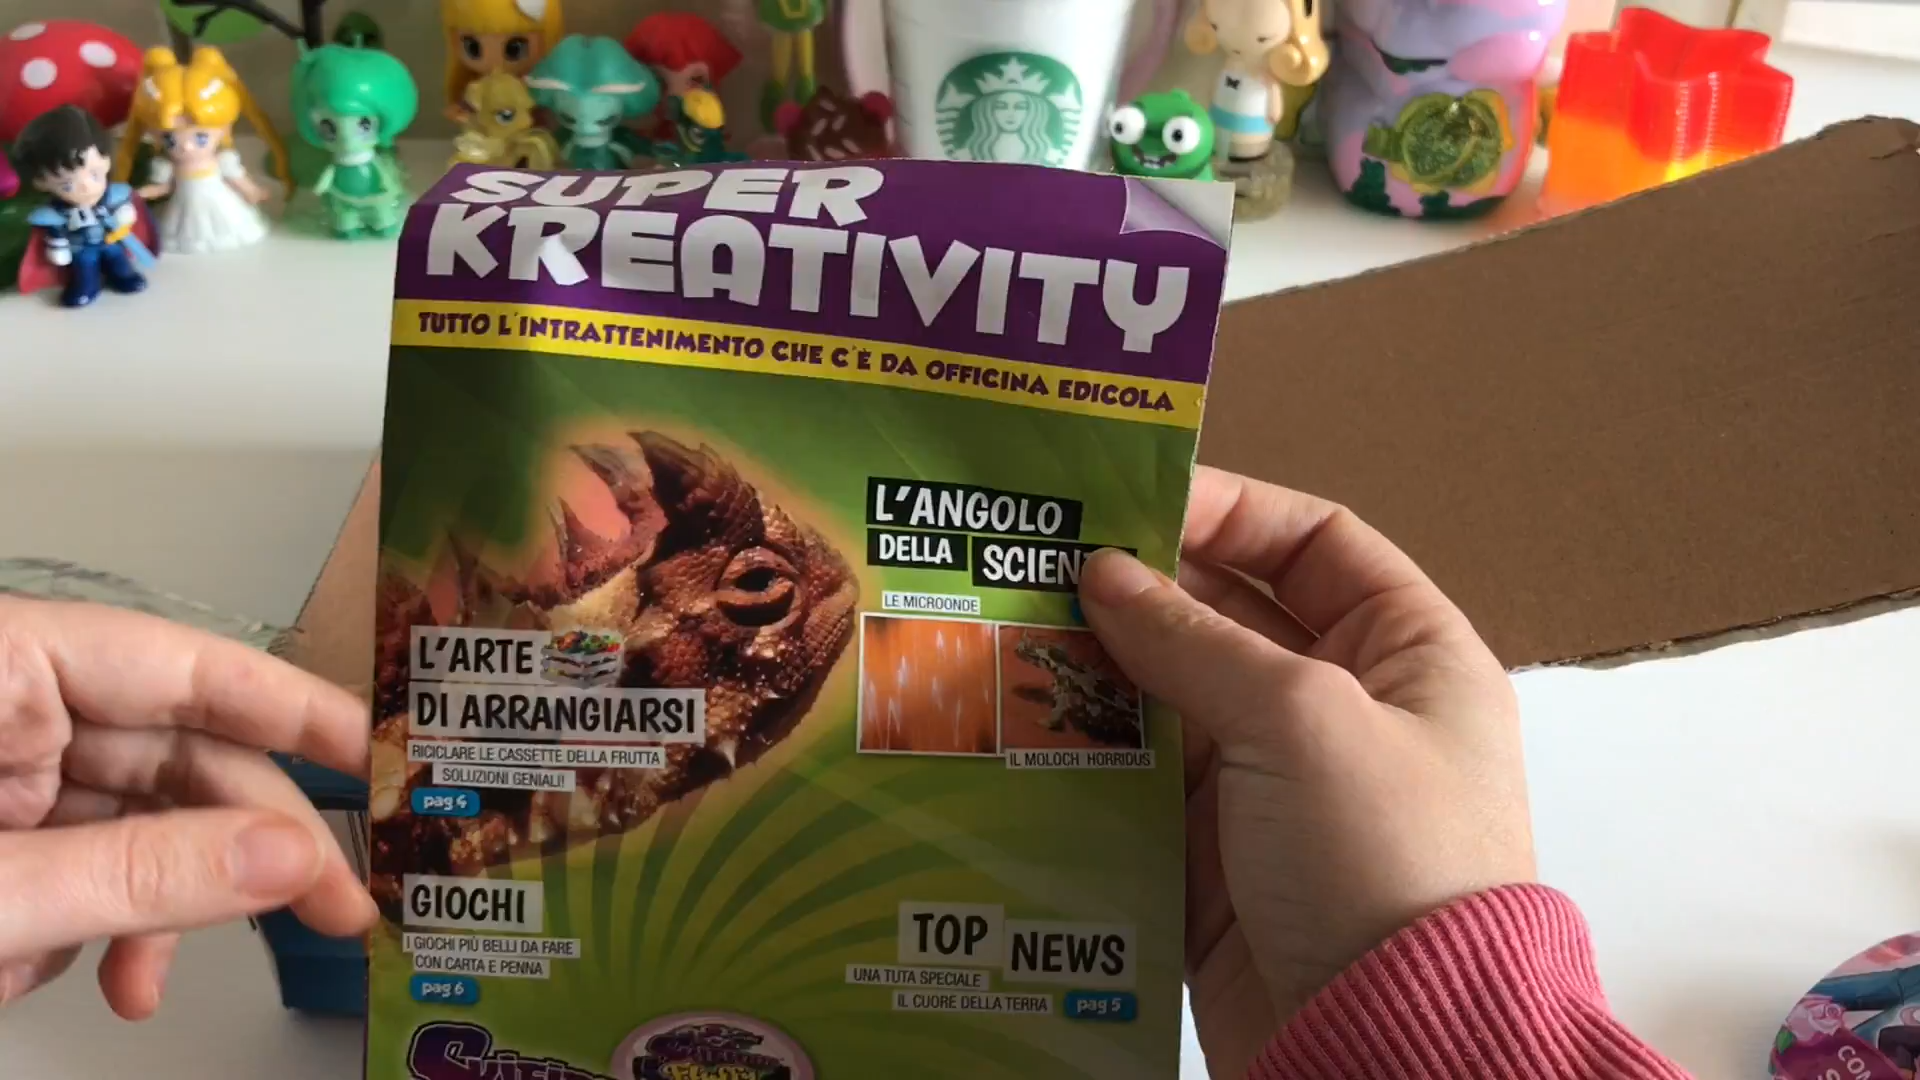 SUPER
KREATIVITY
TUTTO L'INTRATTENIMENTO CHE C'È DA OFFICINA EDICOLA
L'ANGOLO
DELLA
LE MICROONDE
IL MOLOCH HORRIDUS
L'ARTE
DI ARRANGIARSI
RICICLARE LE CASSETTE DELLA FRUTTA
SOLUZIONI GENIALI!
pag 4
GIOCHI
I GIOCHI PIÙ BELLI DA FARE
CON CARTA E PENNA
pag 6
TOP NEWS
UNA TUTA SPECIALE
IL CUORE DELLA TERRA
pag 5